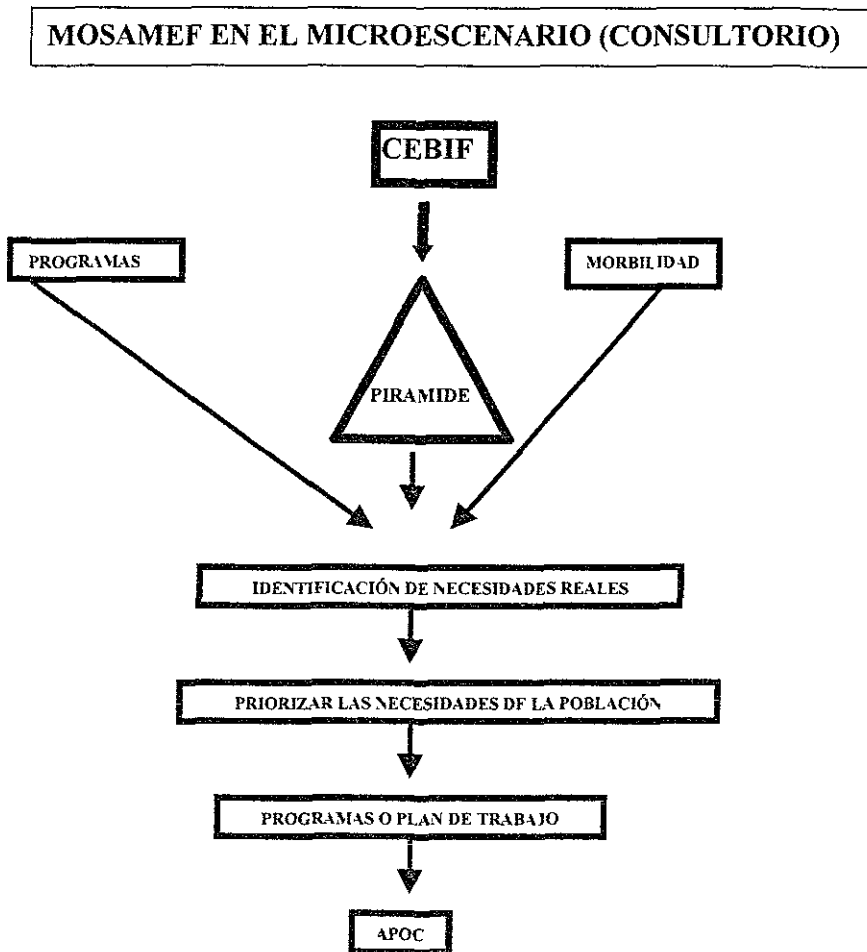 MOSAMEF EN EL MICROESCENARIO (CONSULTORIO)
CEBIF
PROGRAMAS
MORBILIDAD
PIRAMIDE
IDENTIFICACIÓN DE NECESIDADES REALES
PRIORIZAR LAS NECESIDADES DE LA POBLACIÓN
PROGRAMAS O PLAN DE TRABAJO
APOC